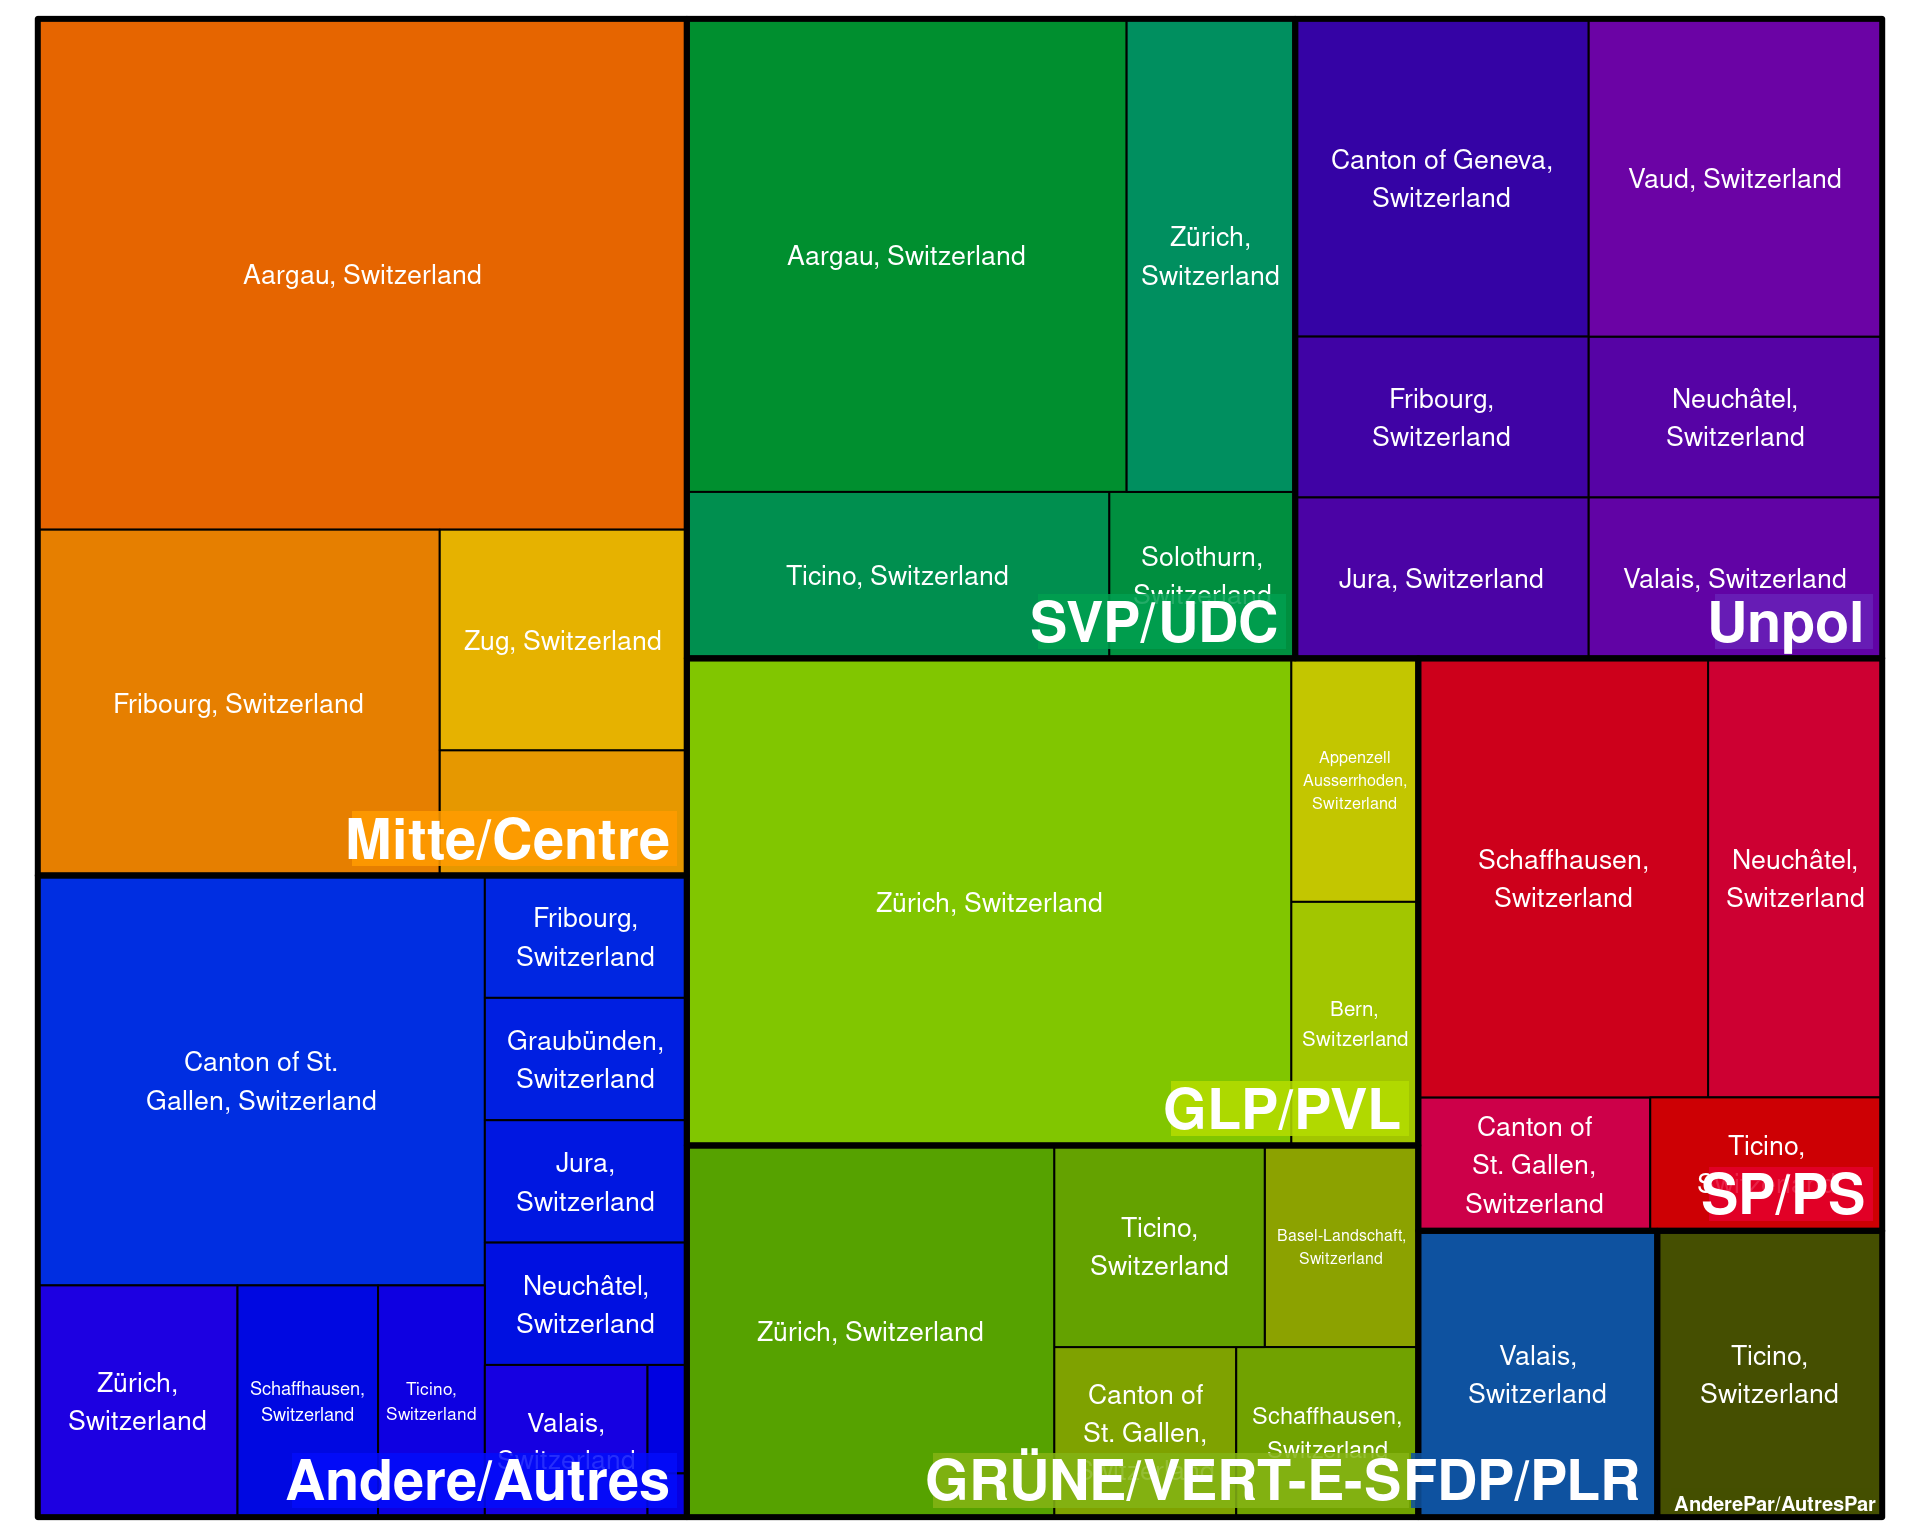 Aargau, Switzerland
Fribourg, Switzerland
Zug, Switzerland
Mitte/Centre
Aargau, Switzerland
Zürich,
Switzerland
Ticino, Switzerland
Solothurn,
Switzerland
SVP/UDC
Canton of Geneva,
Switzerland
Vaud, Switzerland
Fribourg,
Switzerland
Neuchâtel,
Switzerland
Jura, Switzerland
Valais, Switzerland
Unpol
Canton of St.
Gallen, Switzerland
Fribourg,
Switzerland
Graubünden,
Switzerland
Jura,
Switzerland
Neuchâtel,
Switzerland
Zürich,
Switzerland
Schaffhausen,
Switzerland
Ticino,
Switzerland
Valais,
Switzerland
Andere/Autres
Zürich, Switzerland
Appenzell
Ausserrhoden,
Switzerland
Bern,
Switzerland
GLP/PVL
Zürich, Switzerland
Ticino,
Switzerland
Basel-Landschaft,
Switzerland
Canton of
St. Gallen,
Switzerland
Schaffhausen,
Switzerland
GRÜNE/VERT-E-S
Schaffhausen,
Switzerland
Neuchâtel,
Switzerland
Canton of
St. Gallen,
Switzerland
Ticino,
SP/PS
Valais,
Switzerland
FDP/PLR
Ticino,
Switzerland
AnderePar/AutresPar